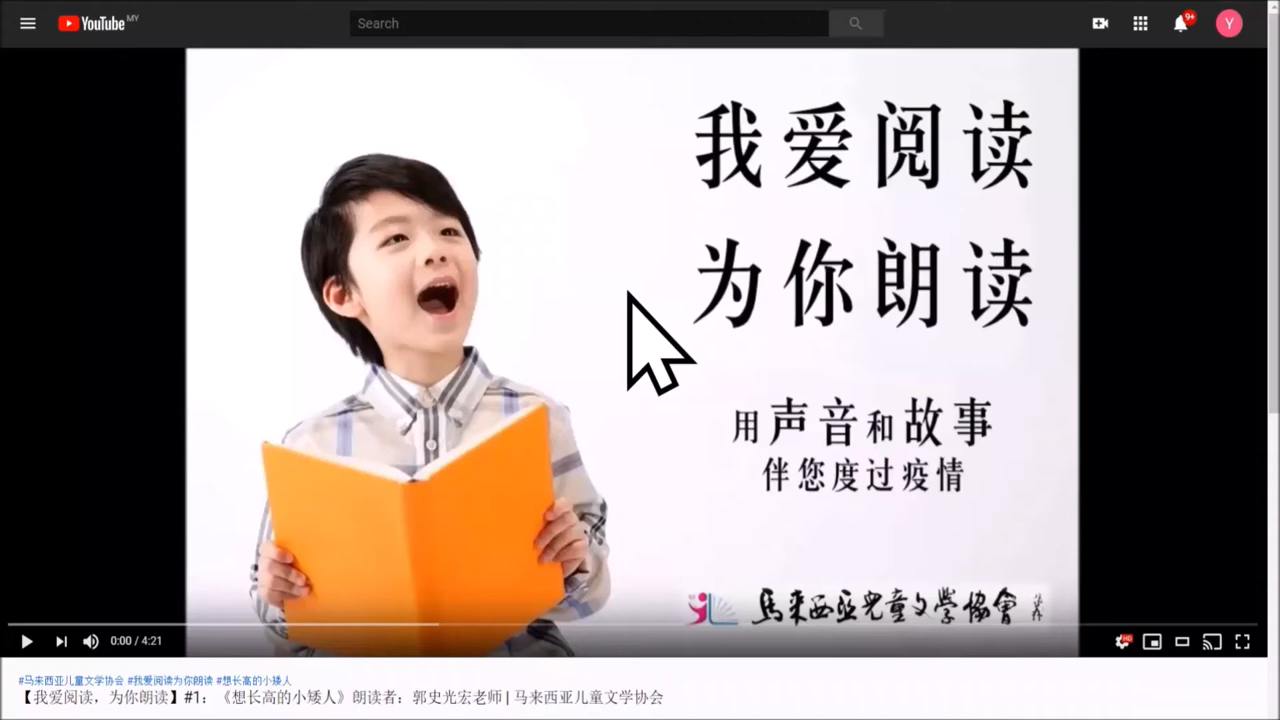 YouTube MY
Search
9+
Y
我爱阅读
为你朗读
用声音和故事
伴您度过疫情
馬来西亞兒童文學協會
0:00 / 4:21
HD
#马来西亚儿童文学协会 #我爱阅读为你朗读 #想长高的小矮人
【我爱阅读，为你朗读】#1：《想长高的小矮人》朗读者：郭史光宏老师 | 马来西亚儿童文学协会